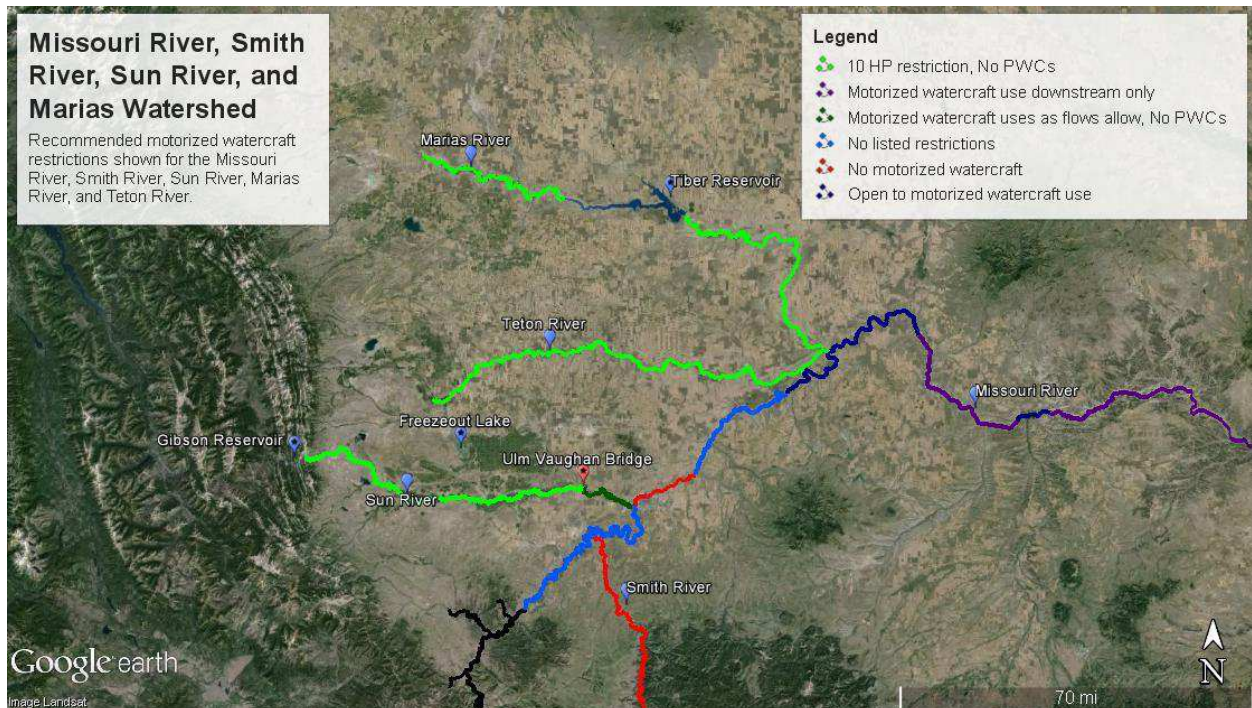 Missouri River, Smith
River, Sun River, and
Marias Watershed
Recommended motorized watercraft
restrictions shown for the Missouri
River, Smith River, Sun River, Marias
River, and Teton River.
Legend
10 HP restriction, No PWCs
Motorized watercraft use downstream only
Motorized watercraft uses as flows allow, No PWCs
No listed restrictions
No motorized watercraft
Open to motorized watercraft use
Marias River
Tiber Reservoir
Teton River
Missouri River
Freezeout Lake
Gibson Reservoir
Ulm Vaughan Bridge
Sun River
Smith River
Google earth
N
Image Landsat
70 mi